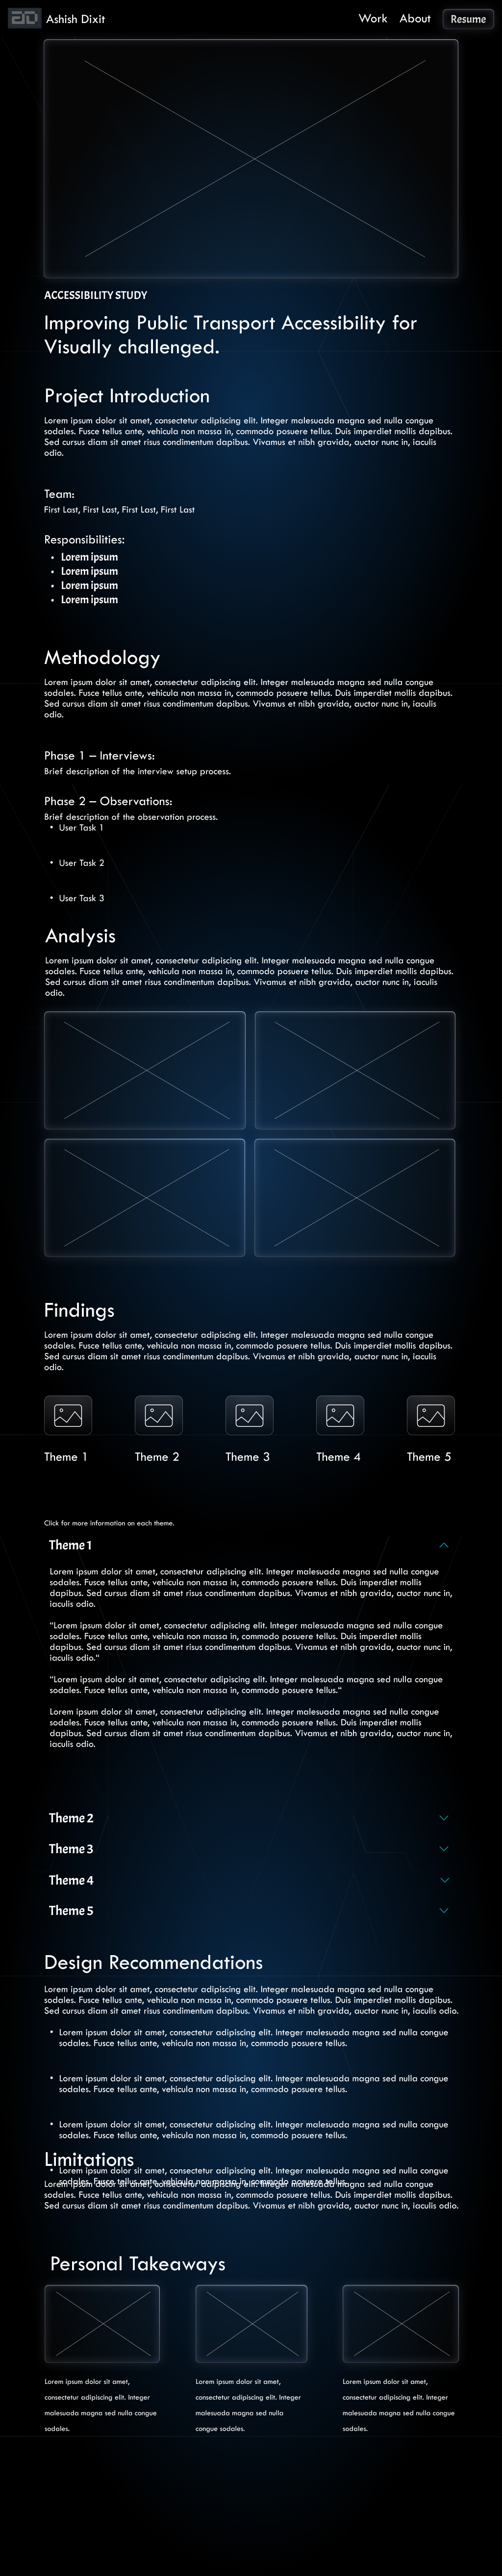 AD Ashish Dixit
Work About Resume
ACCESSIBILITY STUDY
Improving Public Transport Accessibility for
Visually challenged.
Project Introduction
Lorem ipsum dolor sit amet, consectetur adipiscing elit. Integer malesuada magna sed nulla congue
sodales. Fusce tellus ante, vehicula non massa in, commodo posuere tellus. Duis imperdiet mollis dapibus.
Sed cursus diam sit amet risus condimentum dapibus. Vivamus et nibh gravida, auctor nunc in, iaculis
odio.
Team:
First Last, First Last, First Last, First Last
Responsibilities:
• Lorem ipsum
• Lorem ipsum
• Lorem ipsum
• Lorem ipsum
Methodology
Lorem ipsum dolor sit amet, consectetur adipiscing elit. Integer malesuada magna sed nulla congue
sodales. Fusce tellus ante, vehicula non massa in, commodo posuere tellus. Duis imperdiet mollis dapibus.
Sed cursus diam sit amet risus condimentum dapibus. Vivamus et nibh gravida, auctor nunc in, iaculis
odio.
Phase 1 – Interviews:
Brief description of the interview setup process.
Phase 2 – Observations:
Brief description of the observation process.
• User Task 1
• User Task 2
• User Task 3
Analysis
Lorem ipsum dolor sit amet, consectetur adipiscing elit. Integer malesuada magna sed nulla congue
sodales. Fusce tellus ante, vehicula non massa in, commodo posuere tellus. Duis imperdiet mollis dapibus.
Sed cursus diam sit amet risus condimentum dapibus. Vivamus et nibh gravida, auctor nunc in, iaculis
odio.
Findings
Lorem ipsum dolor sit amet, consectetur adipiscing elit. Integer malesuada magna sed nulla congue
sodales. Fusce tellus ante, vehicula non massa in, commodo posuere tellus. Duis imperdiet mollis dapibus.
Sed cursus diam sit amet risus condimentum dapibus. Vivamus et nibh gravida, auctor nunc in, iaculis
odio.
Theme 1 Theme 2 Theme 3 Theme 4 Theme 5
Click for more information on each theme.
Theme 1
Lorem ipsum dolor sit amet, consectetur adipiscing elit. Integer malesuada magna sed nulla congue
sodales. Fusce tellus ante, vehicula non massa in, commodo posuere tellus. Duis imperdiet mollis
dapibus. Sed cursus diam sit amet risus condimentum dapibus. Vivamus et nibh gravida, auctor nunc in,
iaculis odio.
"Lorem ipsum dolor sit amet, consectetur adipiscing elit. Integer malesuada magna sed nulla congue
sodales. Fusce tellus ante, vehicula non massa in, commodo posuere tellus. Duis imperdiet mollis
dapibus. Sed cursus diam sit amet risus condimentum dapibus. Vivamus et nibh gravida, auctor nunc in,
iaculis odio."
"Lorem ipsum dolor sit amet, consectetur adipiscing elit. Integer malesuada magna sed nulla congue
sodales. Fusce tellus ante, vehicula non massa in, commodo posuere tellus."
Lorem ipsum dolor sit amet, consectetur adipiscing elit. Integer malesuada magna sed nulla congue
sodales. Fusce tellus ante, vehicula non massa in, commodo posuere tellus. Duis imperdiet mollis
dapibus. Sed cursus diam sit amet risus condimentum dapibus. Vivamus et nibh gravida, auctor nunc in,
iaculis odio.
Theme 2
Theme 3
Theme 4
Theme 5
Design Recommendations
Lorem ipsum dolor sit amet, consectetur adipiscing elit. Integer malesuada magna sed nulla congue
sodales. Fusce tellus ante, vehicula non massa in, commodo posuere tellus. Duis imperdiet mollis dapibus.
Sed cursus diam sit amet risus condimentum dapibus. Vivamus et nibh gravida, auctor nunc in, iaculis odio.
• Lorem ipsum dolor sit amet, consectetur adipiscing elit. Integer malesuada magna sed nulla congue
sodales. Fusce tellus ante, vehicula non massa in, commodo posuere tellus.
• Lorem ipsum dolor sit amet, consectetur adipiscing elit. Integer malesuada magna sed nulla congue
sodales. Fusce tellus ante, vehicula non massa in, commodo posuere tellus.
• Lorem ipsum dolor sit amet, consectetur adipiscing elit. Integer malesuada magna sed nulla congue
sodales. Fusce tellus ante, vehicula non massa in, commodo posuere tellus.
Limitations
• Lorem ipsum dolor sit amet, consectetur adipiscing elit. Integer malesuada magna sed nulla congue
sodales. Fusce tellus ante, vehicula non massa in, commodo posuere tellus.
Lorem ipsum dolor sit amet, consectetur adipiscing elit. Integer malesuada magna sed nulla congue
sodales. Fusce tellus ante, vehicula non massa in, commodo posuere tellus. Duis imperdiet mollis dapibus.
Sed cursus diam sit amet risus condimentum dapibus. Vivamus et nibh gravida, auctor nunc in, iaculis odio.
Personal Takeaways
Lorem ipsum dolor sit amet,
consectetur adipiscing elit. Integer
malesuada magna sed nulla congue
sodales.
Lorem ipsum dolor sit amet,
consectetur adipiscing elit. Integer
malesuada magna sed nulla
congue sodales.
Lorem ipsum dolor sit amet,
consectetur adipiscing elit. Integer
malesuada magna sed nulla congue
sodales.